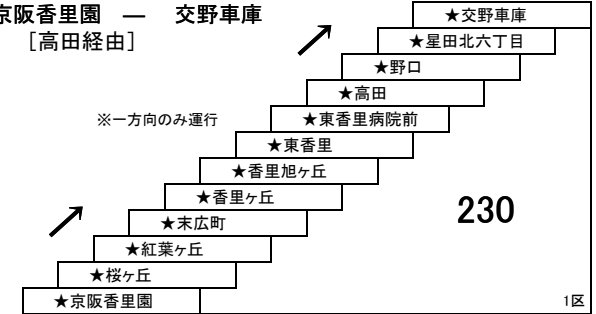 京阪香里園 ― 交野車庫
[高田経由]
※一方向のみ運行
★交野車庫
★星田北六丁目
★野口
★高田
★東香里病院前
★東香里
★香里旭ヶ丘
★香里ヶ丘
★末広町
★紅葉ヶ丘
★桜ヶ丘
★京阪香里園
230
1区